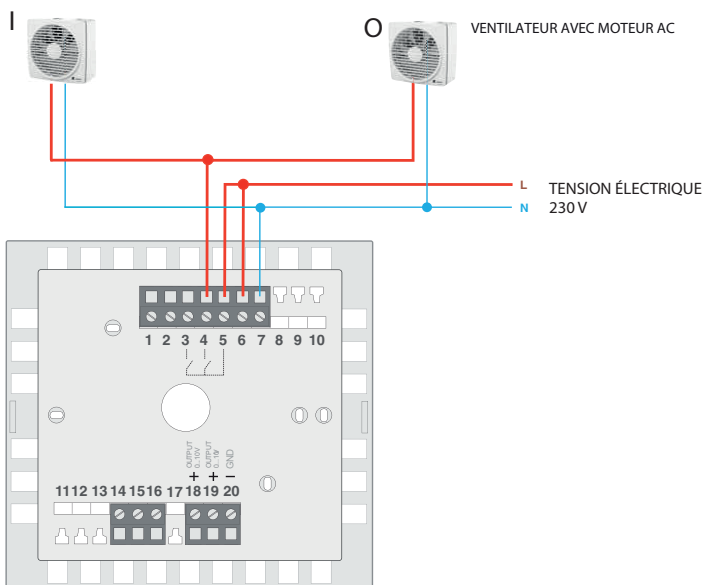 I
O VENTILATEUR AVEC MOTEUR AC
L TENSION ÉLECTRIQUE
N 230 V
1 2 3 4 5 6 7 8 9 10
OUTPUT
0...10V
OUTPUT
0...10V
GND
+ + −
11 12 13 14 15 16 17 18 19 20